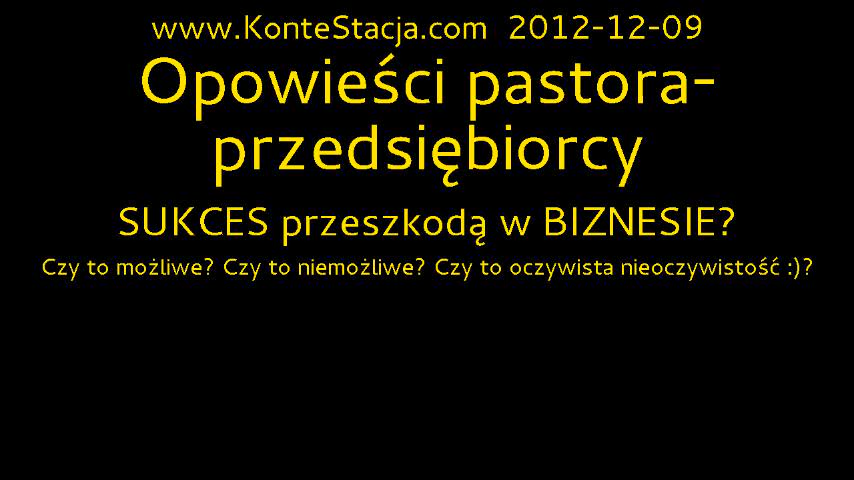 www.KonteStacja.com 2012-12-09
Opowieści pastora-
przedsiębiorcy
SUKCES przeszkodą w BIZNESIE?
Czy to możliwe? Czy to niemożliwe? Czy to oczywista nieoczywistość :)?